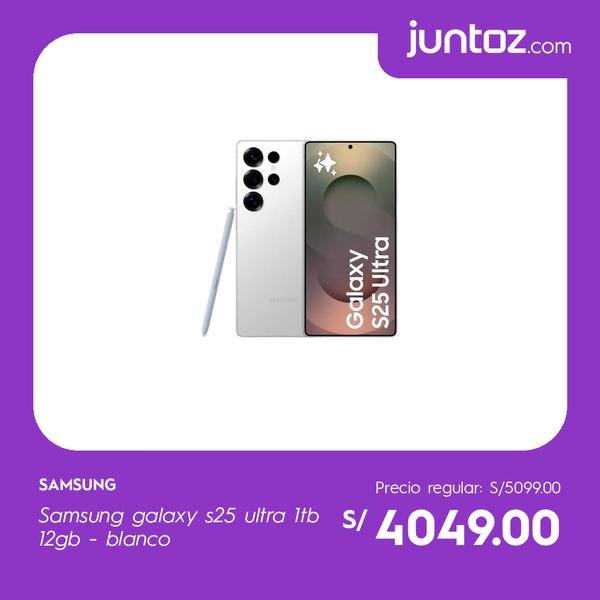 juntoz.com
Galaxy
S25 Ultra
SAMSUNG
Samsung galaxy s25 ultra 1tb
12gb - blanco
Precio regular: S/5099.00
S/ 4049.00